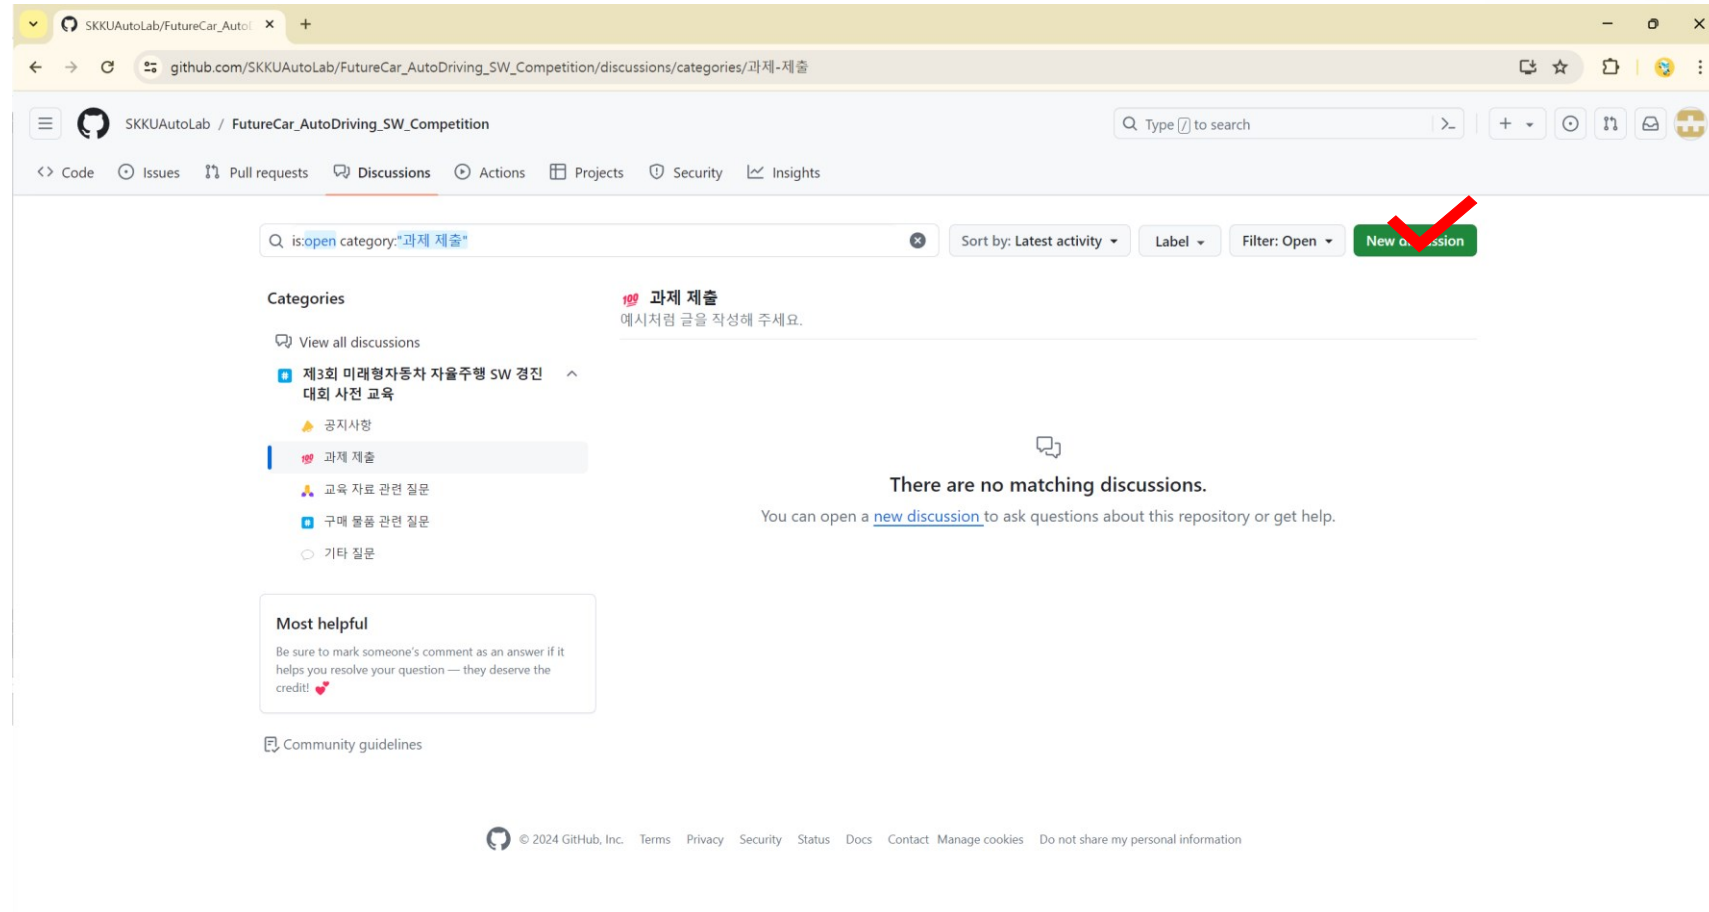 SKKUAutoLab/FutureCar_Auto
github.com/SKKUAutoLab/FutureCar_AutoDriving_SW_Competition/discussions/categories/과제-제출
SKKUAutoLab / FutureCar_AutoDriving_SW_Competition
Type / to search
Code Issues Pull requests Discussions Actions Projects Security Insights
is:open category:"과제 제출" Sort by: Latest activity Label Filter: Open New
Categories
💯 과제 제출
예시처럼 글을 작성해 주세요.
View all discussions
제3회 미래형자동차 자율주행 SW 경진
대회 사전 교육
공지사항
과제 제출
교육 자료 관련 질문
구매 물품 관련 질문
기타 질문
There are no matching discussions.
You can open a new discussion to ask questions about this repository or get help.
Most helpful
Be sure to mark someone's comment as an answer if it
helps you resolve your question — they deserve the
credit! 💕
Community guidelines
© 2024 GitHub, Inc. Terms Privacy Security Status Docs Contact Manage cookies Do not share my personal information